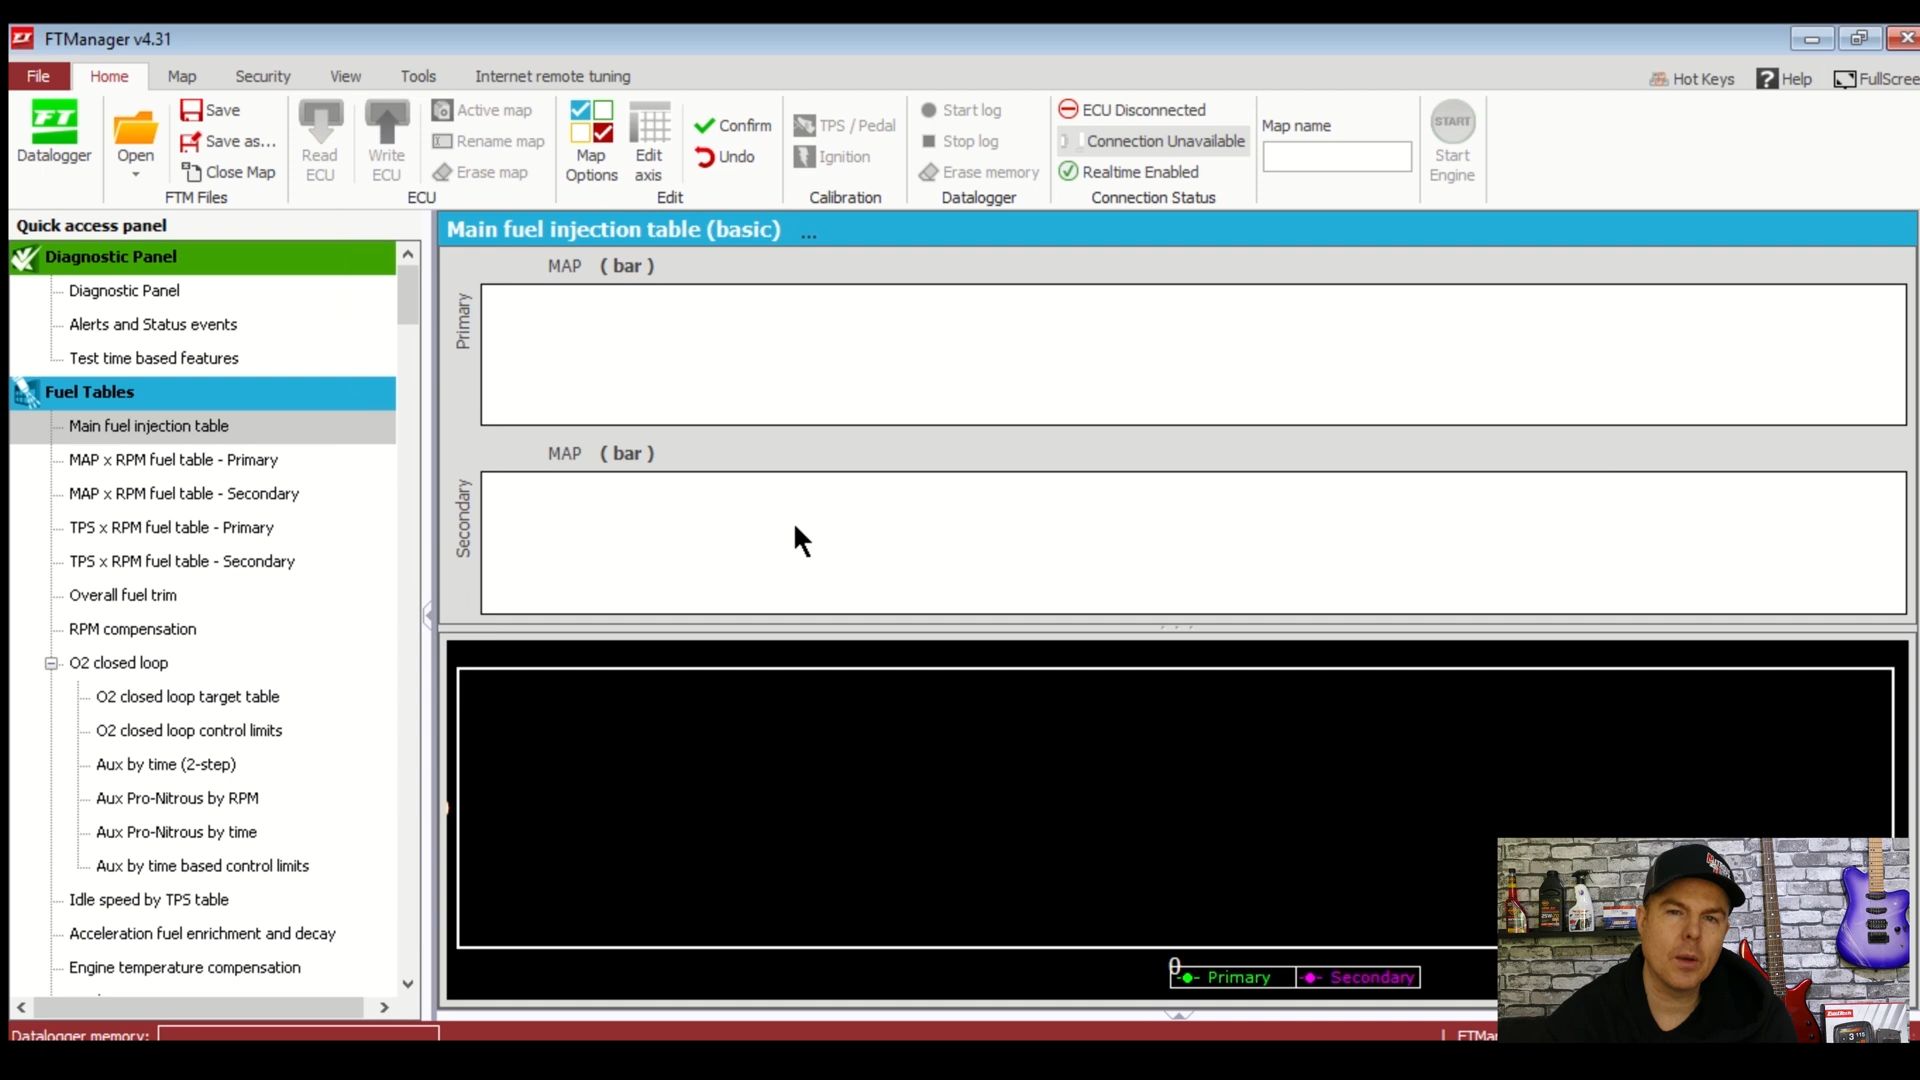 FT FTManager v4.31
File Home Map Security View Tools Internet remote tuning Hot Keys ? Help FullScree
FT Datalogger
Open
Save
Save as...
Close Map
FTM Files
Read ECU
Write ECU
Active map
Rename map
Erase map
ECU
Map Options
Edit axis
Confirm
Undo
Edit
TPS / Pedal
Ignition
Calibration
Start log
Stop log
Erase memory
Datalogger
ECU Disconnected
Connection Unavailable
Realtime Enabled
Connection Status
Map name
START
Start Engine
Quick access panel
Diagnostic Panel
Diagnostic Panel
Alerts and Status events
Test time based features
Fuel Tables
Main fuel injection table
MAP x RPM fuel table - Primary
MAP x RPM fuel table - Secondary
TPS x RPM fuel table - Primary
TPS x RPM fuel table - Secondary
Overall fuel trim
RPM compensation
O2 closed loop
O2 closed loop target table
O2 closed loop control limits
Aux by time (2-step)
Aux Pro-Nitrous by RPM
Aux Pro-Nitrous by time
Aux by time based control limits
Idle speed by TPS table
Acceleration fuel enrichment and decay
Engine temperature compensation
Main fuel injection table (basic) ...
MAP ( bar )
Primary
MAP ( bar )
Secondary
0
Primary Secondary
Datalogger memory:
FTMa